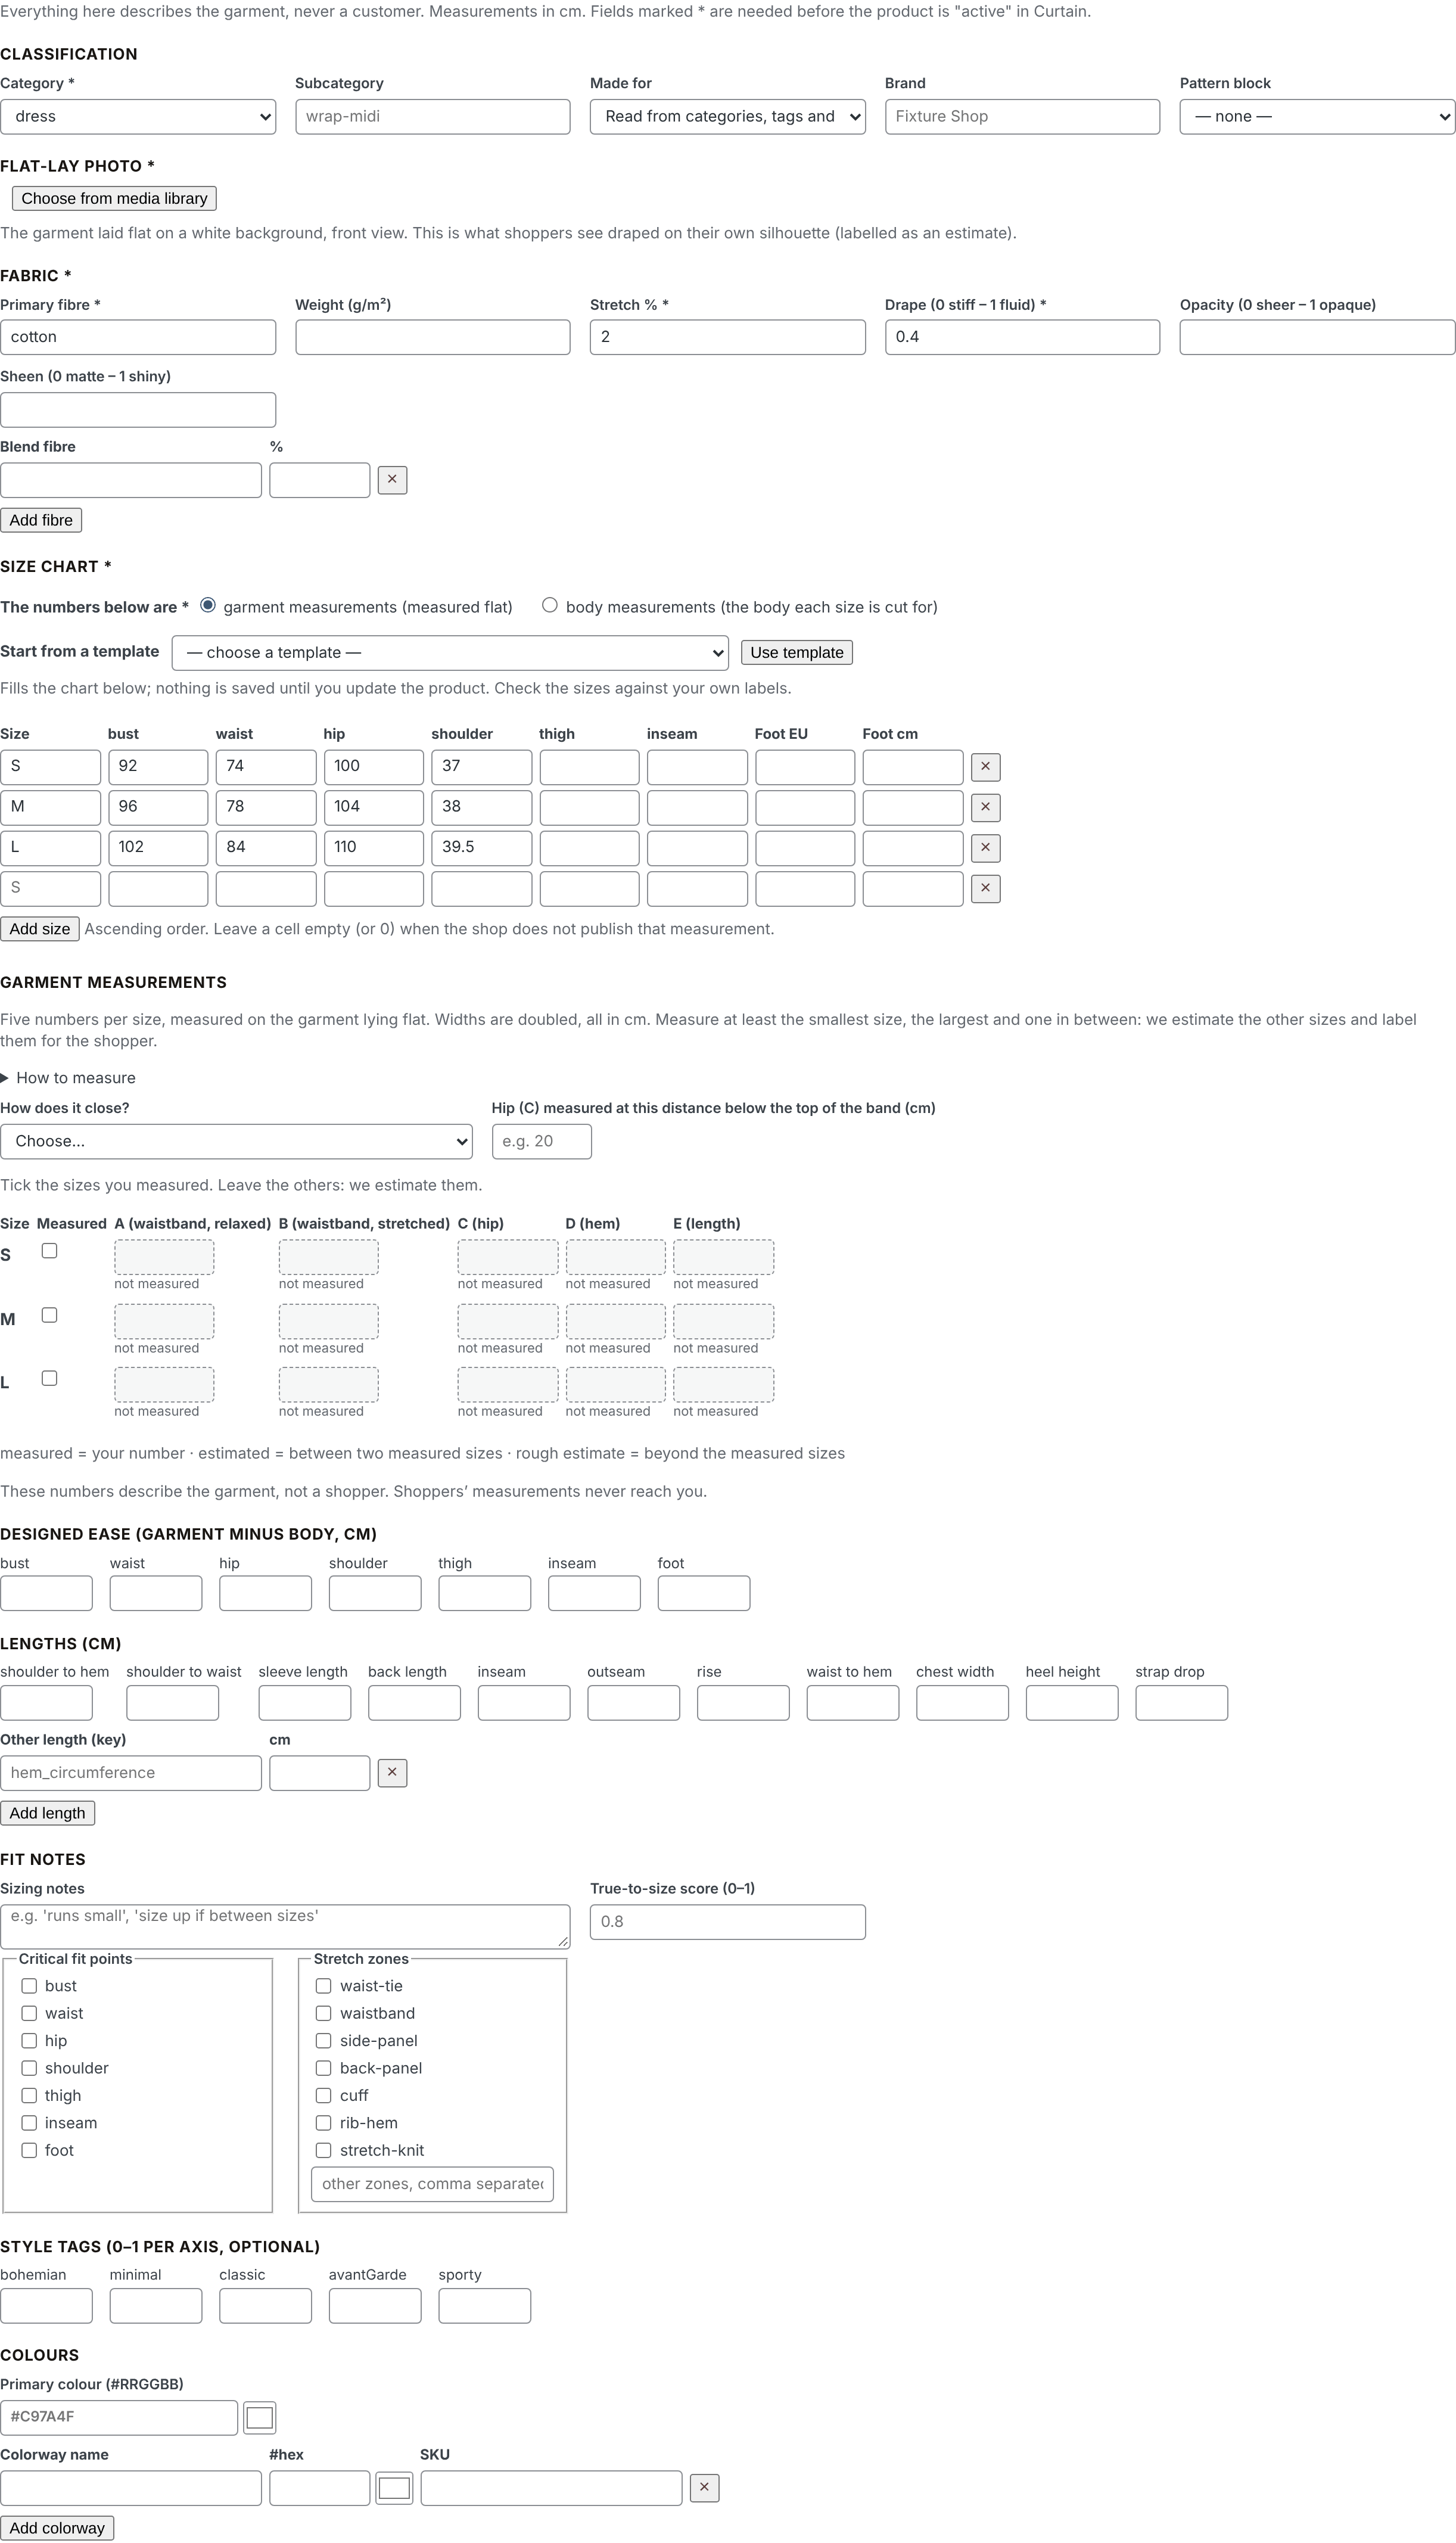 Everything here describes the garment, never a customer. Measurements in cm. Fields marked * are needed before the product is "active" in Curtain.
CLASSIFICATION
Category * Subcategory Made for Brand Pattern block
dress wrap-midi Read from categories, tags and Fixture Shop — none —
FLAT-LAY PHOTO *
Choose from media library
The garment laid flat on a white background, front view. This is what shoppers see draped on their own silhouette (labelled as an estimate).
FABRIC *
Primary fibre * Weight (g/m²) Stretch % * Drape (0 stiff – 1 fluid) * Opacity (0 sheer – 1 opaque)
cotton 2 0.4
Sheen (0 matte – 1 shiny)
Blend fibre %
×
Add fibre
SIZE CHART *
The numbers below are * garment measurements (measured flat) body measurements (the body each size is cut for)
Start from a template — choose a template — Use template
Fills the chart below; nothing is saved until you update the product. Check the sizes against your own labels.
Size bust waist hip shoulder thigh inseam Foot EU Foot cm
S 92 74 100 37 ×
M 96 78 104 38 ×
L 102 84 110 39.5 ×
S ×
Add size Ascending order. Leave a cell empty (or 0) when the shop does not publish that measurement.
GARMENT MEASUREMENTS
Five numbers per size, measured on the garment lying flat. Widths are doubled, all in cm. Measure at least the smallest size, the largest and one in between: we estimate the other sizes and label
them for the shopper.
How to measure
How does it close? Hip (C) measured at this distance below the top of the band (cm)
Choose... e.g. 20
Tick the sizes you measured. Leave the others: we estimate them.
Size Measured A (waistband, relaxed) B (waistband, stretched) C (hip) D (hem) E (length)
S
not measured not measured not measured not measured not measured
M
not measured not measured not measured not measured not measured
L
not measured not measured not measured not measured not measured
measured = your number · estimated = between two measured sizes · rough estimate = beyond the measured sizes
These numbers describe the garment, not a shopper. Shoppers’ measurements never reach you.
DESIGNED EASE (GARMENT MINUS BODY, CM)
bust waist hip shoulder thigh inseam foot
LENGTHS (CM)
shoulder to hem shoulder to waist sleeve length back length inseam outseam rise waist to hem chest width heel height strap drop
Other length (key) cm
hem_circumference ×
Add length
FIT NOTES
Sizing notes True-to-size score (0–1)
e.g. 'runs small', 'size up if between sizes' 0.8
Critical fit points Stretch zones
bust waist-tie
waist waistband
hip side-panel
shoulder back-panel
thigh cuff
inseam rib-hem
foot stretch-knit
other zones, comma separated
STYLE TAGS (0–1 PER AXIS, OPTIONAL)
bohemian minimal classic avantGarde sporty
COLOURS
Primary colour (#RRGGBB)
#C97A4F
Colorway name #hex SKU
×
Add colorway